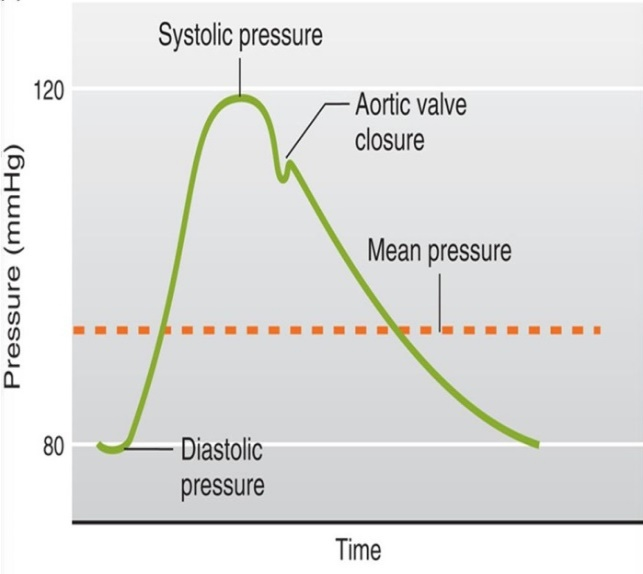 Systolic pressure
120
Aortic valve
closure
Pressure (mmHg)
Mean pressure
80
Diastolic
pressure
Time